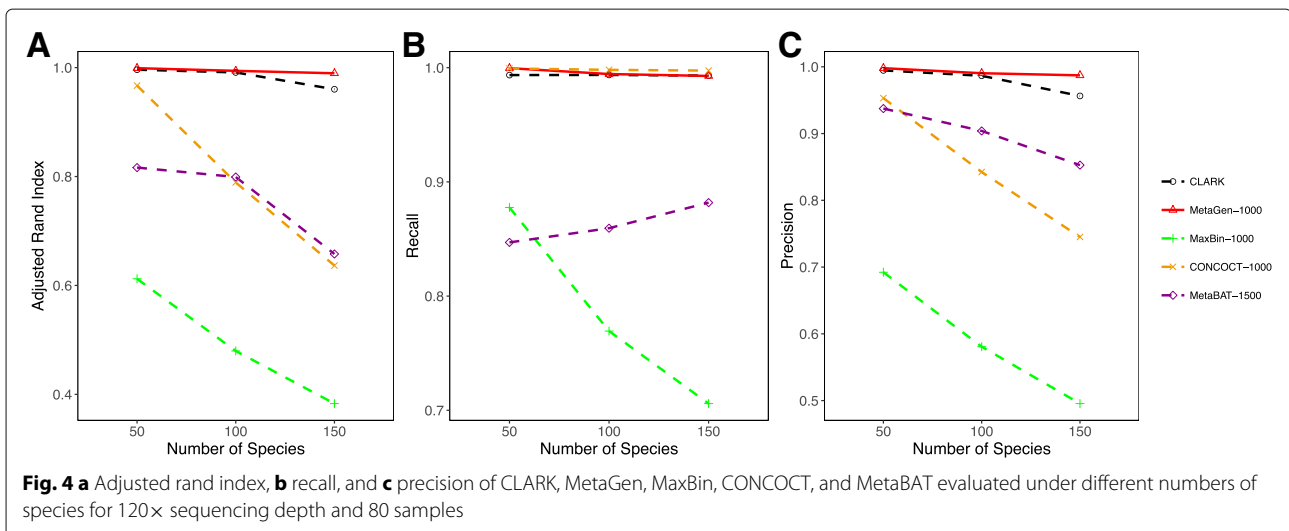 A
B
C
1.0
0.8
0.6
0.4
Adjusted Rand Index
50
100
150
Number of Species
1.0
0.9
0.8
0.7
Recall
50
100
150
Number of Species
1.0
0.9
0.8
0.7
0.6
0.5
Precision
50
100
150
Number of Species
CLARK
MetaGen-1000
MaxBin-1000
CONCOCT-1000
MetaBAT-1500
Fig. 4 a Adjusted rand index, b recall, and c precision of CLARK, MetaGen, MaxBin, CONCOCT, and MetaBAT evaluated under different numbers of
species for 120× sequencing depth and 80 samples